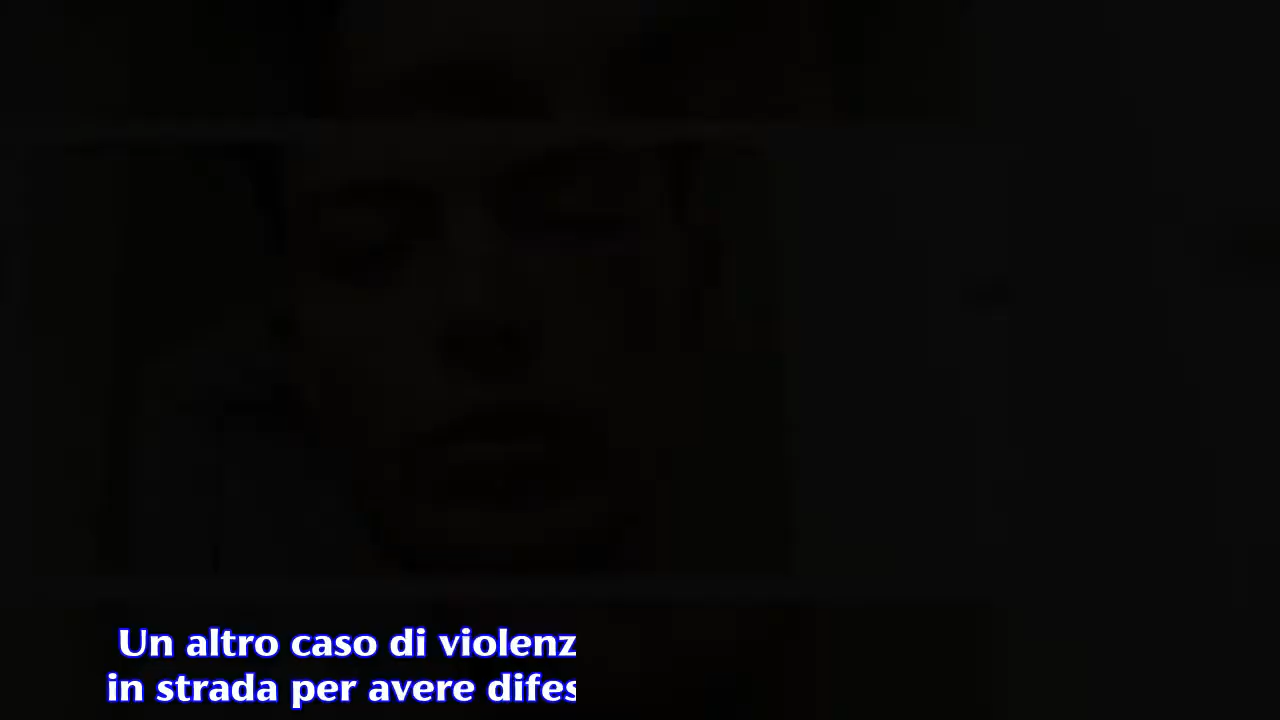 Un altro caso di violenz
in strada per avere difes